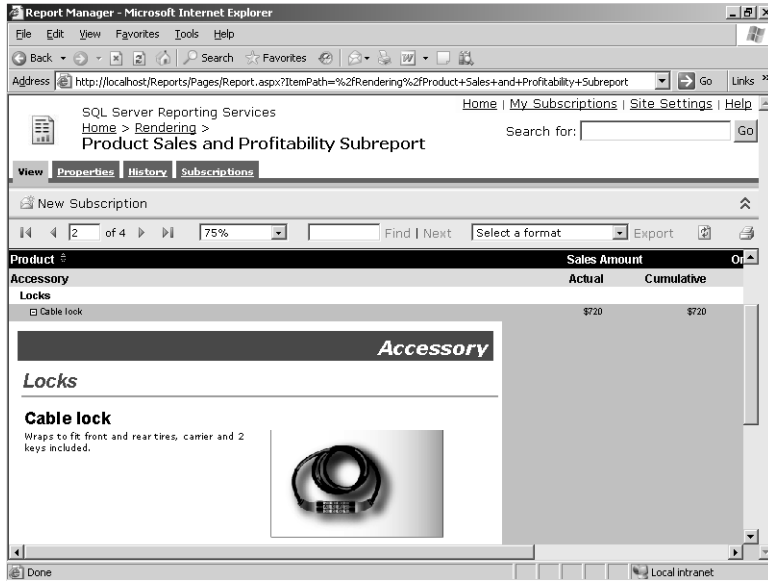 Report Manager - Microsoft Internet Explorer
File Edit View Favorites Tools Help
Back Search Favorites
Address http://localhost/Reports/Pages/Report.aspx?ItemPath=%2fRendering%2fProduct+Sales+and+Profitability+Subreport Go Links »
Home | My Subscriptions | Site Settings | Help
SQL Server Reporting Services
Home > Rendering >
Product Sales and Profitability Subreport
Search for: Go
View Properties History Subscriptions
New Subscription
2 of 4 75% Find | Next Select a format Export
Product Sales Amount Or
Accessory Actual Cumulative
Locks
Cable lock $720 $720
Accessory
Locks
Cable lock
Wraps to fit front and rear tires, carrier and 2
keys included.
Done Local intranet